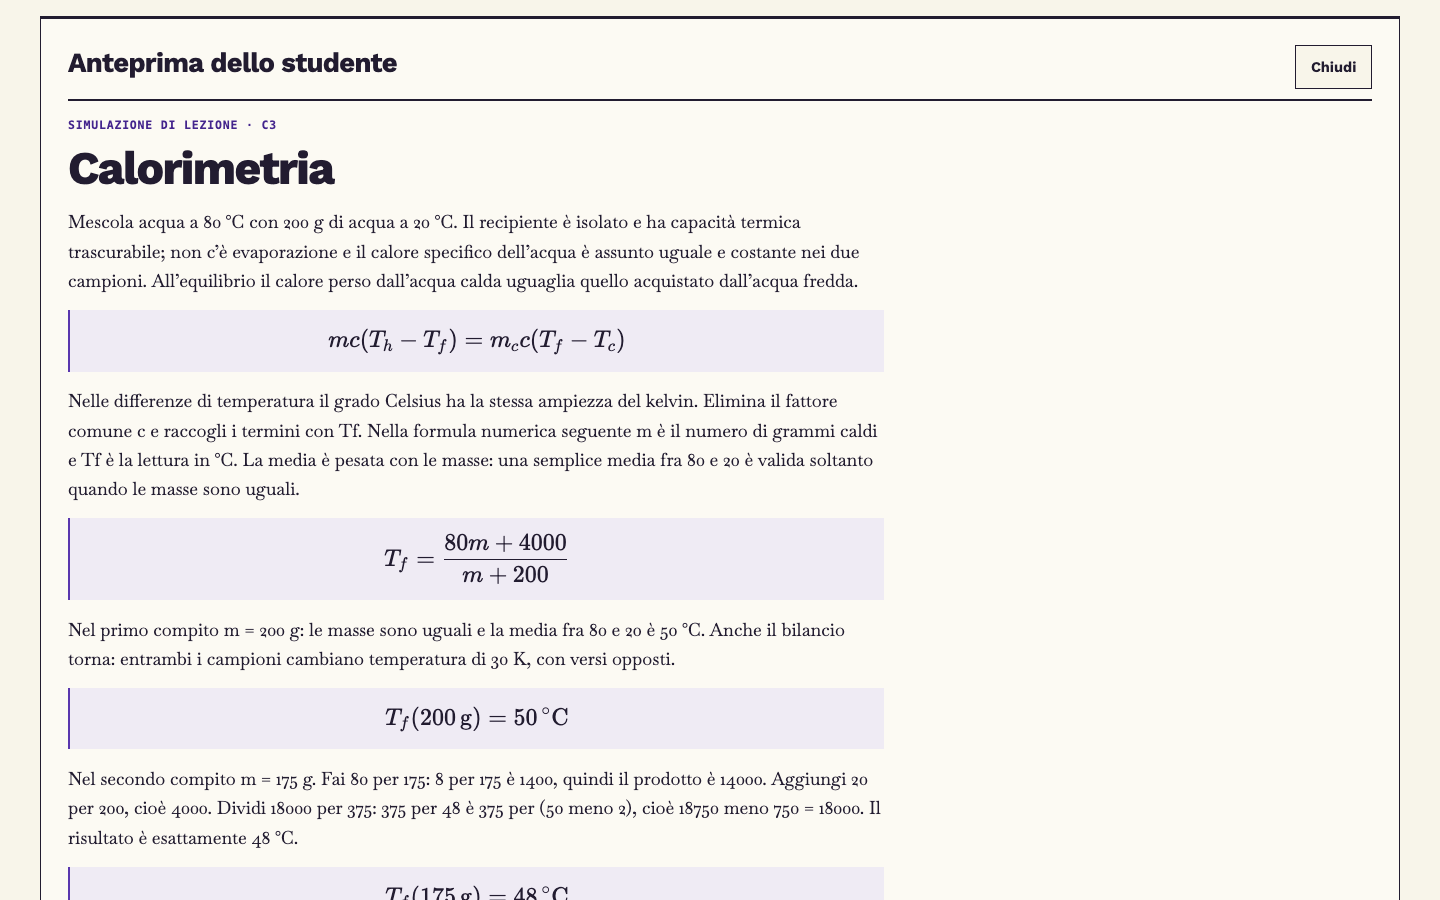 Anteprima dello studente
Chiudi
SIMULAZIONE DI LEZIONE · C3
Calorimetria
Mescola acqua a 80 °C con 200 g di acqua a 20 °C. Il recipiente è isolato e ha capacità termica
trascurabile; non c’è evaporazione e il calore specifico dell’acqua è assunto uguale e costante nei due
campioni. All’equilibrio il calore perso dall’acqua calda uguaglia quello acquistato dall’acqua fredda.
mc(T_h − T_f) = m_c c(T_f − T_c)
Nelle differenze di temperatura il grado Celsius ha la stessa ampiezza del kelvin. Elimina il fattore
comune c e raccogli i termini con Tf. Nella formula numerica seguente m è il numero di grammi caldi
e Tf è la lettura in °C. La media è pesata con le masse: una semplice media fra 80 e 20 è valida soltanto
quando le masse sono uguali.
T_f = (80m + 4000)/(m + 200)
Nel primo compito m = 200 g: le masse sono uguali e la media fra 80 e 20 è 50 °C. Anche il bilancio
torna: entrambi i campioni cambiano temperatura di 30 K, con versi opposti.
T_f(200 g) = 50 °C
Nel secondo compito m = 175 g. Fai 80 per 175: 8 per 175 è 1400, quindi il prodotto è 14000. Aggiungi 20
per 200, cioè 4000. Dividi 18000 per 375: 375 per 48 è 375 per (50 meno 2), cioè 18750 meno 750 = 18000. Il
risultato è esattamente 48 °C.
T_f(175 g) = 48 °C